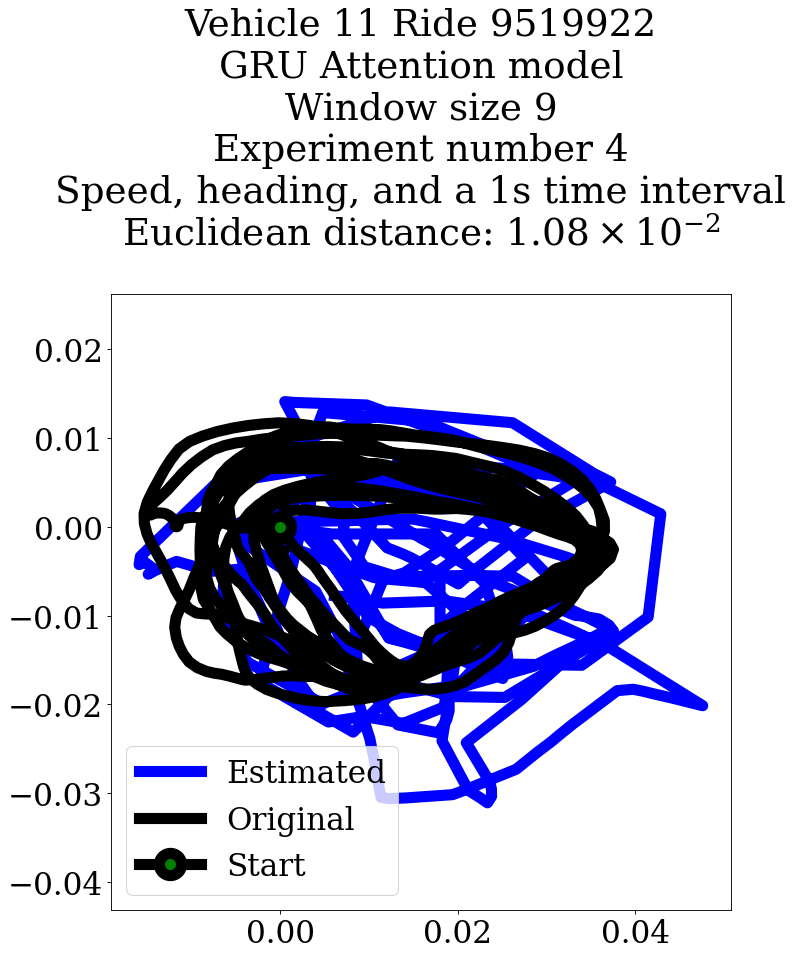 Vehicle 11 Ride 9519922
GRU Attention model
Window size 9
Experiment number 4
Speed, heading, and a 1s time interval
Euclidean distance: 1.08 × 10⁻²
0.02
0.01
0.00
−0.01
−0.02
−0.03
−0.04
Estimated
Original
Start
0.00 0.02 0.04